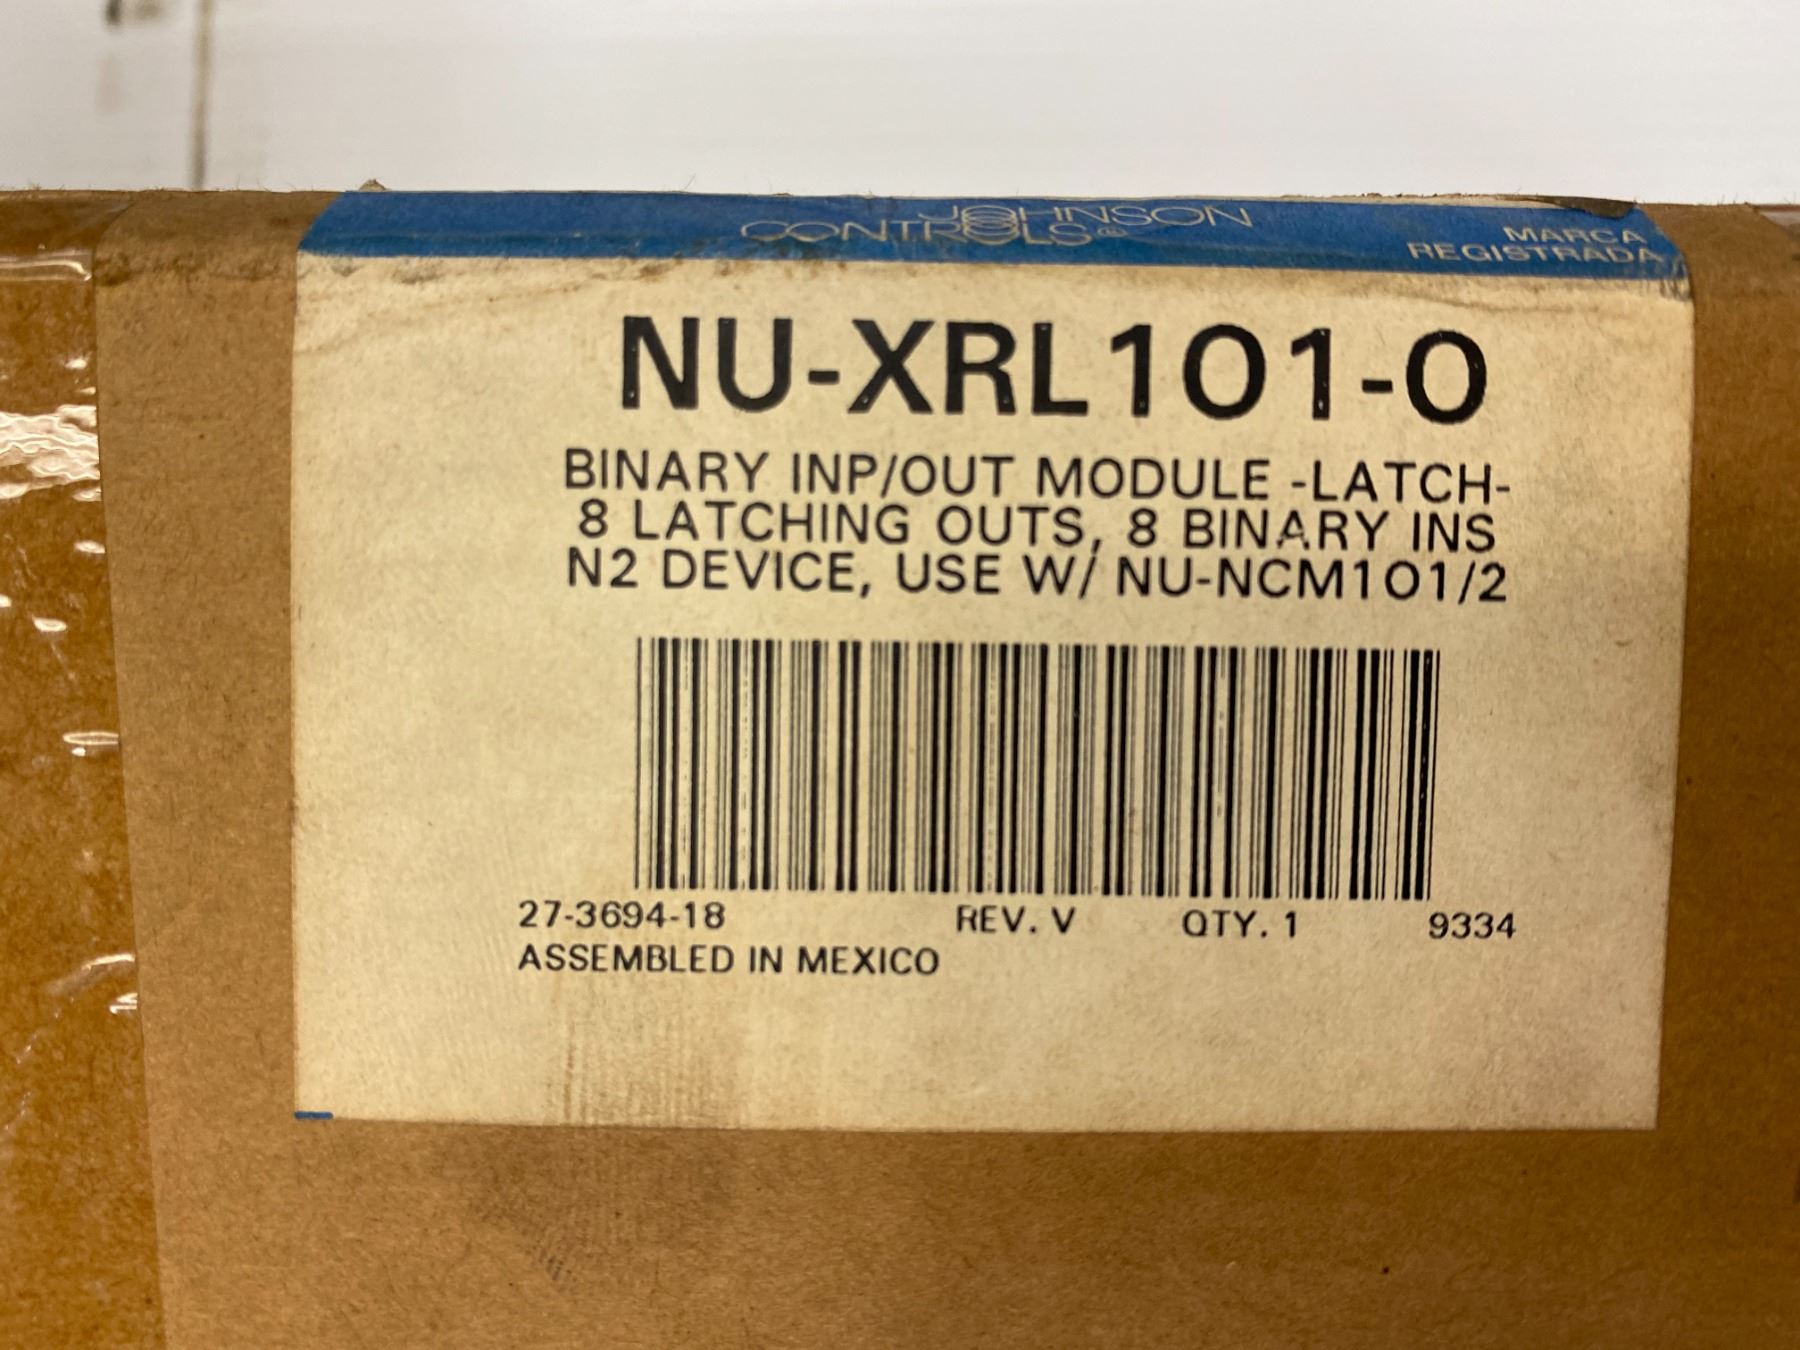 JOHNSON
CONTROLS®
MARCA
REGISTRADA
NU-XRL101-0
BINARY INP/OUT MODULE -LATCH-
8 LATCHING OUTS, 8 BINARY INS
N2 DEVICE, USE W/ NU-NCM101/2
27-3694-18 REV. V QTY. 1 9334
ASSEMBLED IN MEXICO